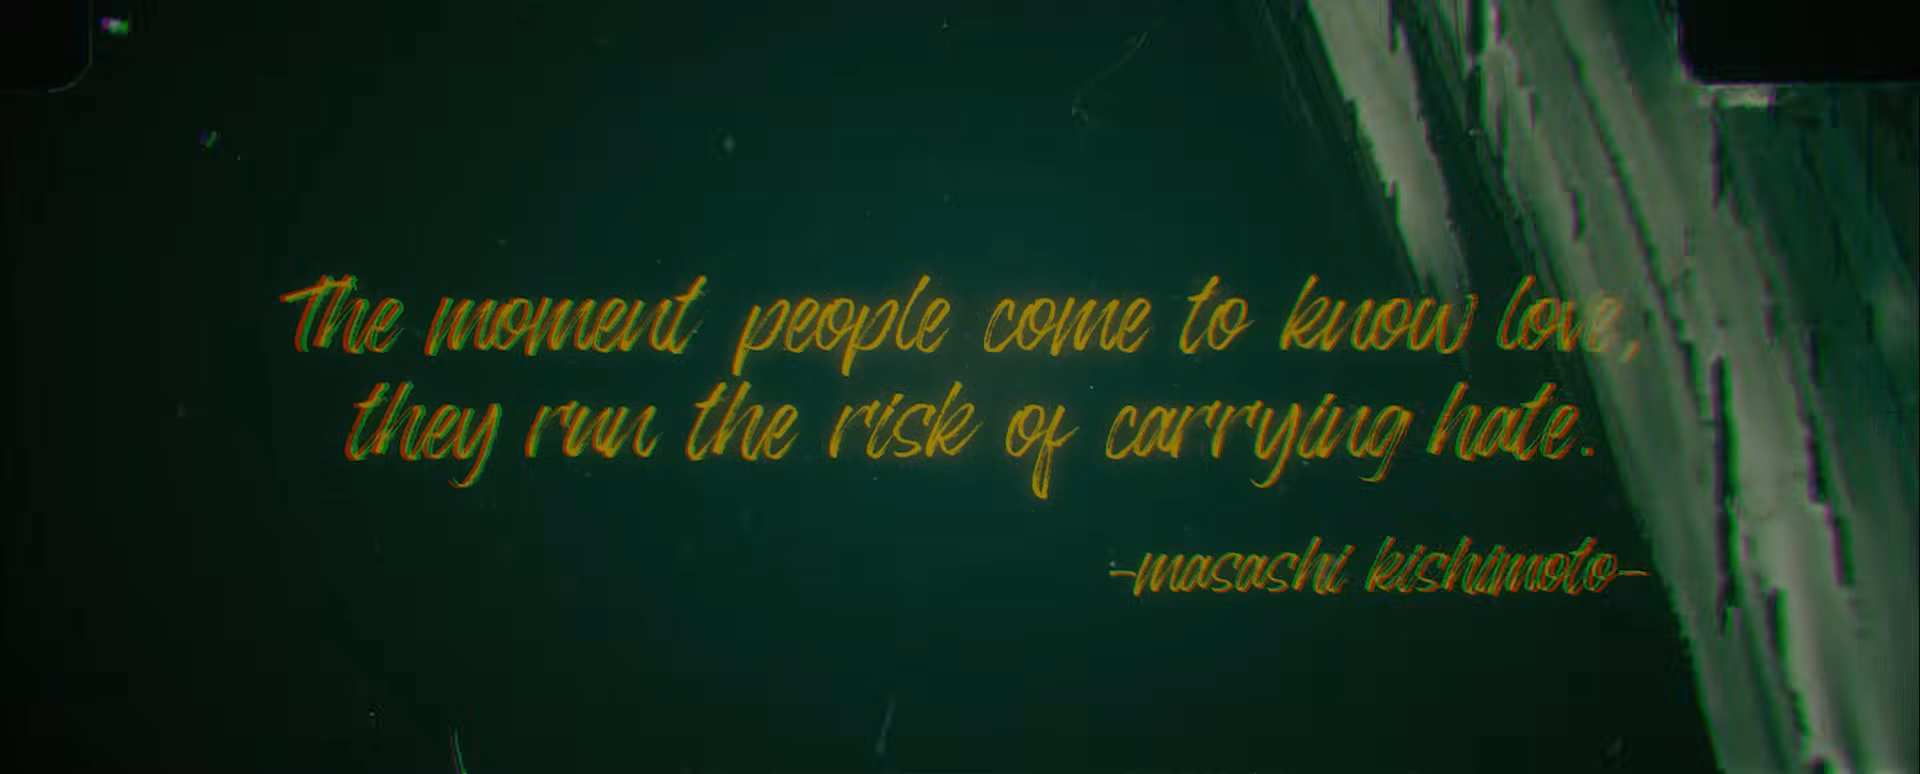 The moment people come to know love,
they run the risk of carrying hate.
-masashi kishimoto-